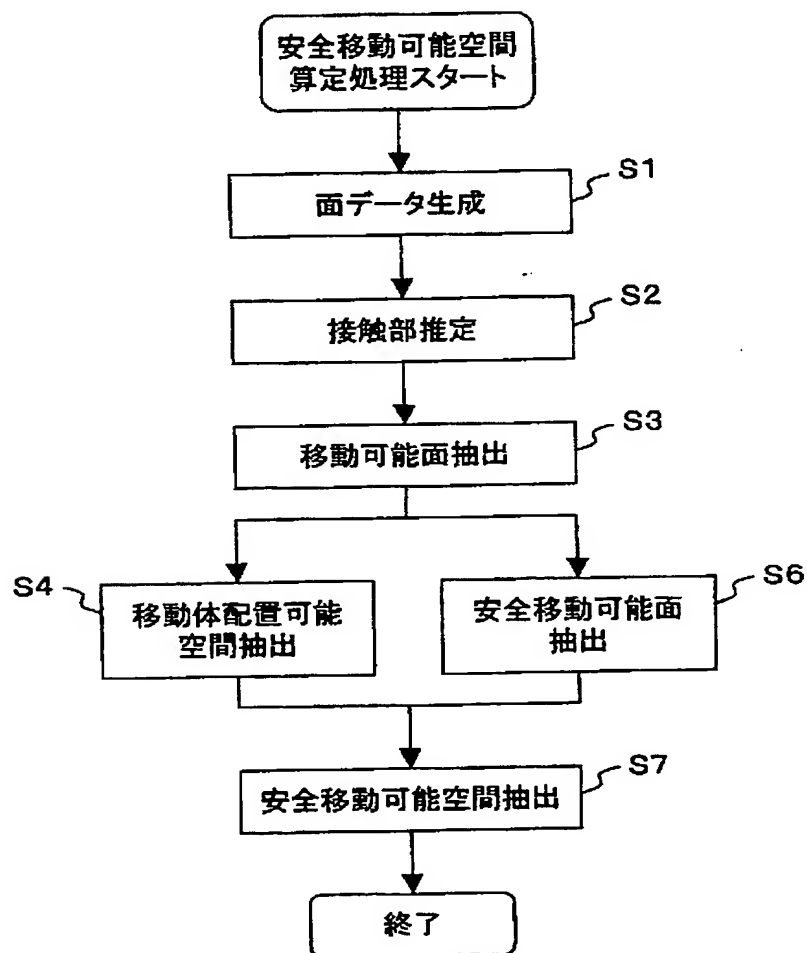 安全移動可能空間
算定処理スタート
S1
面データ生成
S2
接触部推定
S3
移動可能面抽出
S4
移動体配置可能
空間抽出
S6
安全移動可能面
抽出
S7
安全移動可能空間抽出
終了